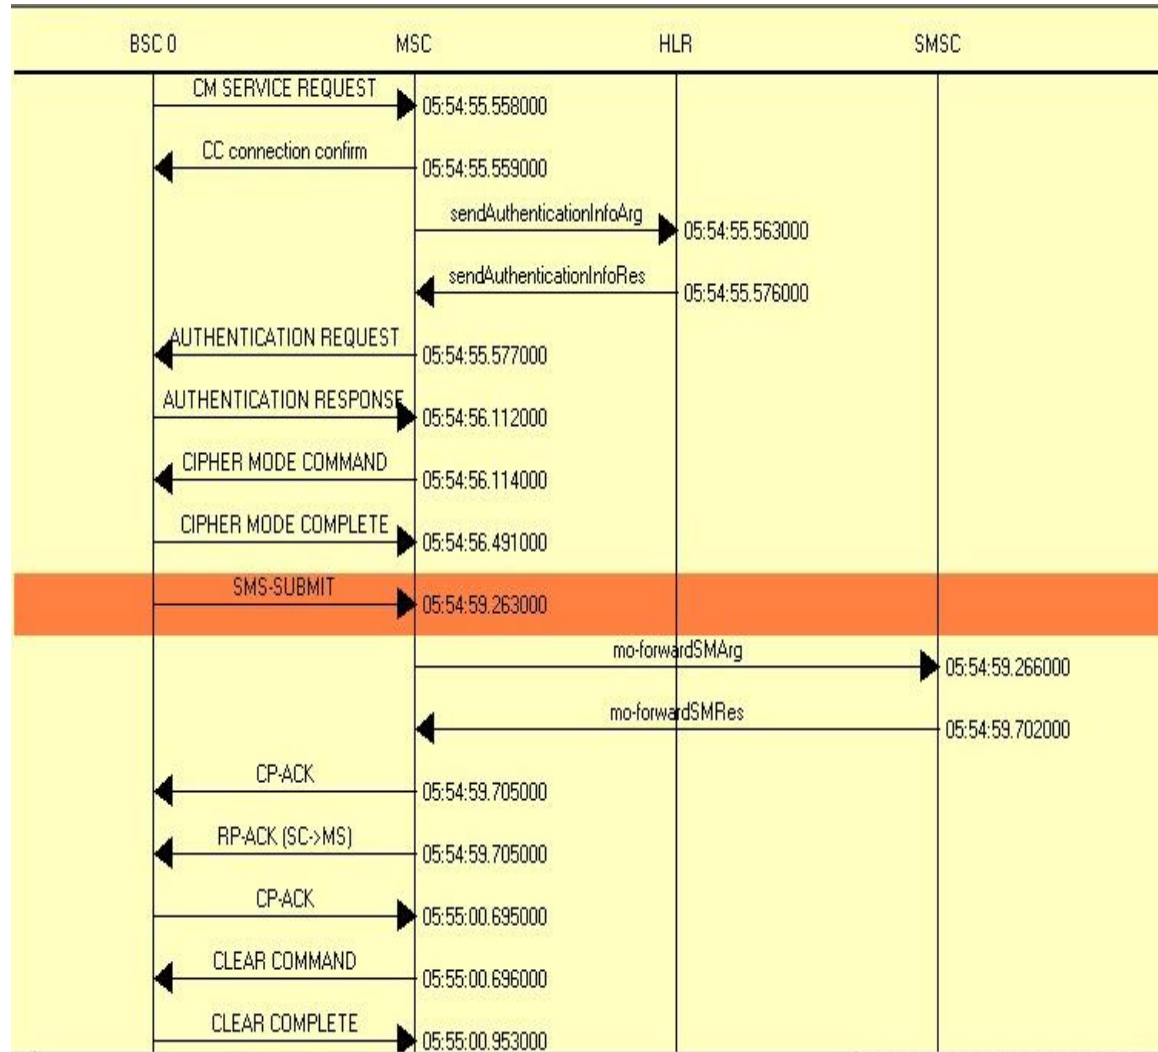 BSC 0 MSC HLR SMSC
CM SERVICE REQUEST 05:54:55.558000
CC connection confirm 05:54:55.559000
sendAuthenticationInfoArg 05:54:55.563000
sendAuthenticationInfoRes 05:54:55.576000
AUTHENTICATION REQUEST 05:54:55.577000
AUTHENTICATION RESPONSE 05:54:56.112000
CIPHER MODE COMMAND 05:54:56.114000
CIPHER MODE COMPLETE 05:54:56.491000
SMS-SUBMIT 05:54:59.263000
mo-forwardSMArg 05:54:59.266000
mo-forwardSMRes 05:54:59.702000
CP-ACK 05:54:59.705000
RP-ACK (SC->MS) 05:54:59.705000
CP-ACK 05:55:00.695000
CLEAR COMMAND 05:55:00.696000
CLEAR COMPLETE 05:55:00.953000